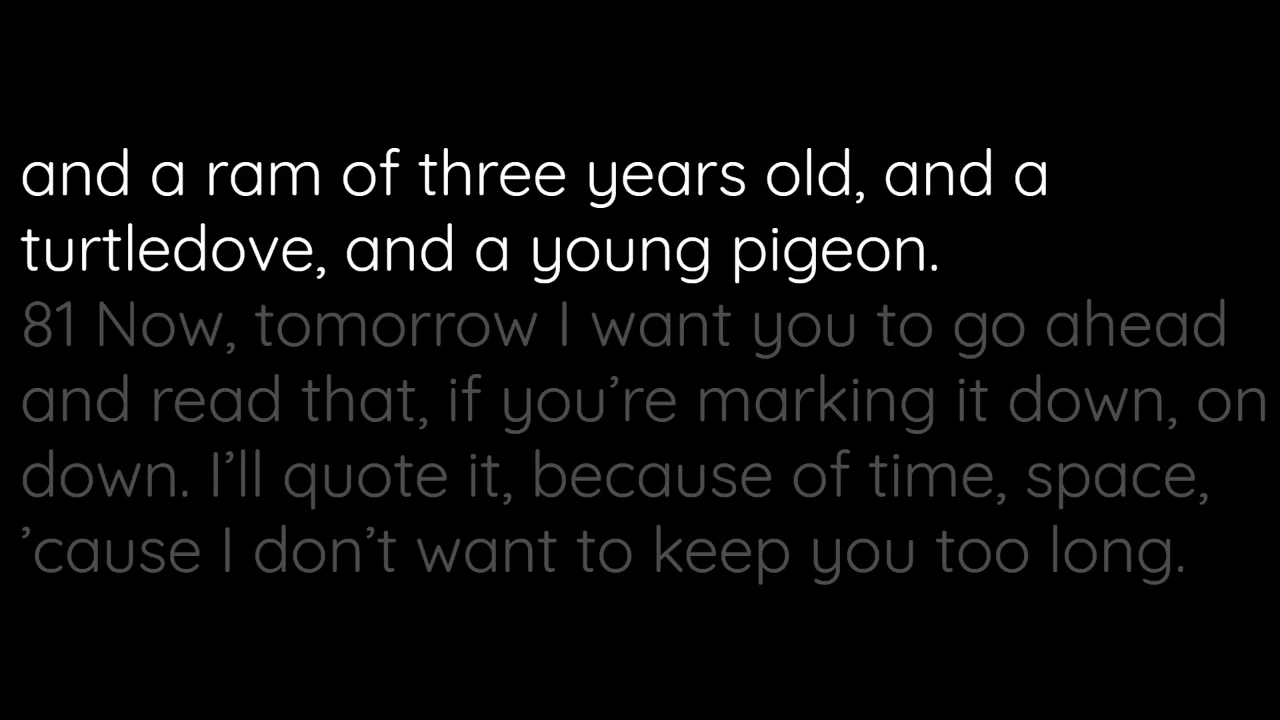 and a ram of three years old, and a
turtledove, and a young pigeon.
81 Now, tomorrow I want you to go ahead
and read that, if you’re marking it down, on
down. I’ll quote it, because of time, space,
’cause I don’t want to keep you too long.